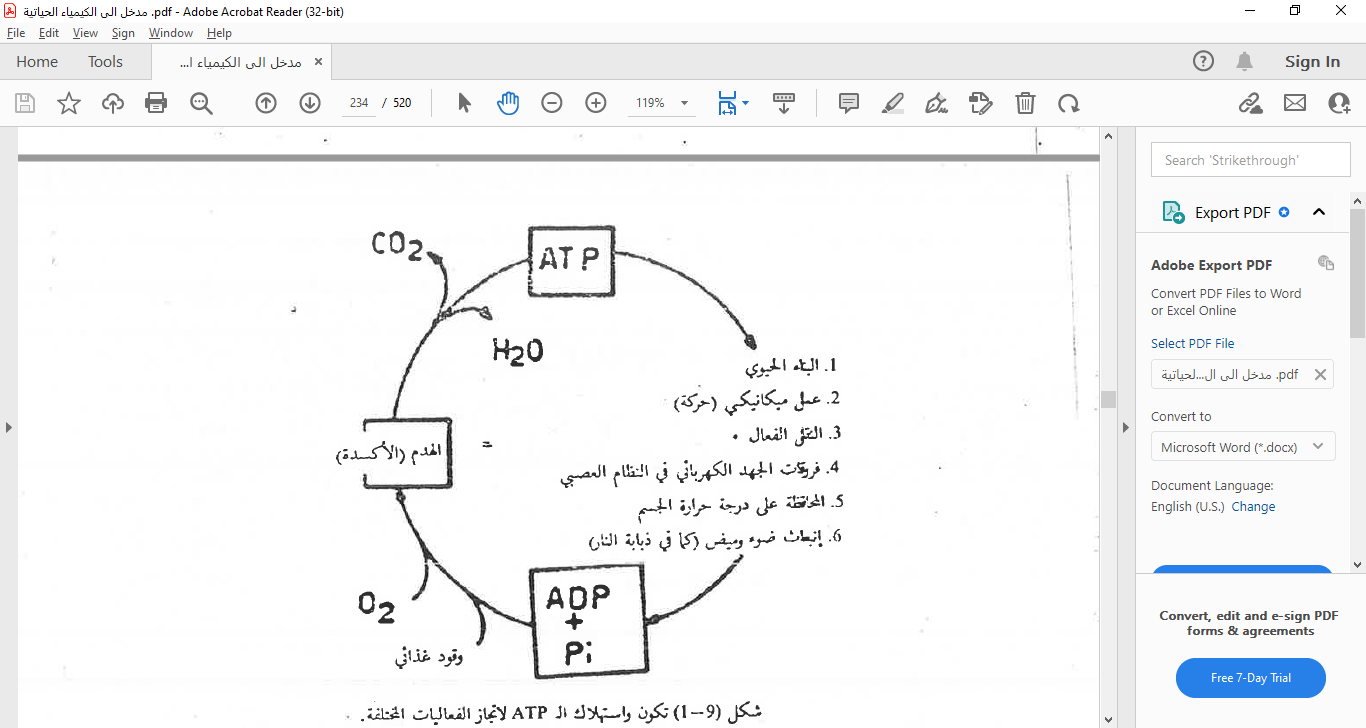 مدخل الى الكيمياء الحياتية .pdf - Adobe Acrobat Reader (32-bit)
File Edit View Sign Window Help
Home Tools مدخل الى الكيمياء ا... × ? Sign In
234 / 520 119%
CO2
ATP
H2O
1. البناء الحيوي
2. عمل ميكانيكي (حركة)
3. النقل الفعال .
4. فروقات الجهد الكهربائي في النظام العصبي
5. المحافظة على درجة حرارة الجسم
6. إنبعاث ضوء وميض (كما في ذبابة النار)
الهدم (الأكسدة)
=
O2
وقود غذائي
ADP
+
Pi
شكل (9-1) تكون واستهلاك الـ ATP لانجاز الفعاليات المختلفة.
Search 'Strikethrough'
Export PDF
Adobe Export PDF
Convert PDF Files to Word
or Excel Online
Select PDF File
مدخل الى ال...لحياتية .pdf
Convert to
Microsoft Word (*.docx)
Document Language:
English (U.S.) Change
Convert, edit and e-sign PDF
forms & agreements
Free 7-Day Trial